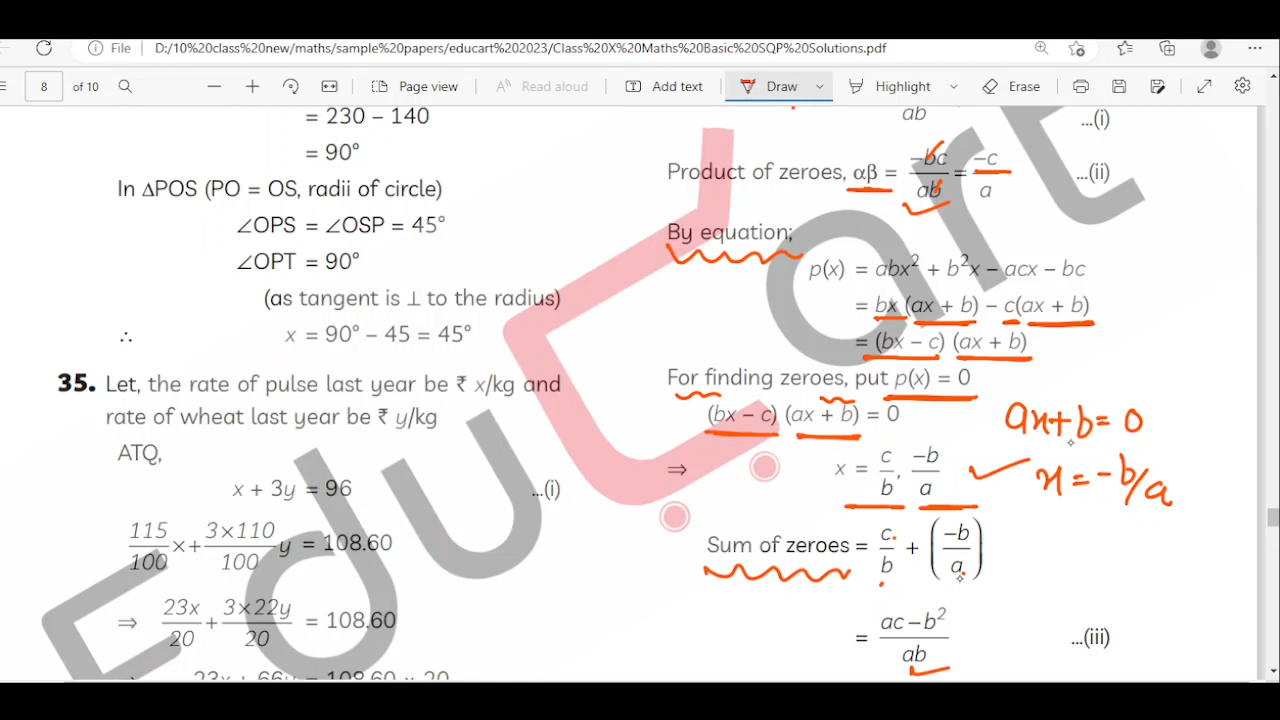 File D:/10%20class%20new/maths/sample%20papers/educart%202023/Class%20X%20Maths%20Basic%20SQP%20Solutions.pdf
8 of 10 Page view Read aloud Add text Draw Highlight Erase
= 230 – 140
= 90°
In ΔPOS (PO = OS, radii of circle)
∠OPS = ∠OSP = 45°
∠OPT = 90°
(as tangent is ⊥ to the radius)
∴ x = 90° – 45 = 45°
35. Let, the rate of pulse last year be ₹ x/kg and
rate of wheat last year be ₹ y/kg
ATQ,
x + 3y = 96 ...(i)
115/100 x + 3×110/100 y = 108.60
⇒ 23x/20 + 3×22y/20 = 108.60
ab ...(i)
Product of zeroes, αβ = –bc/ab = –c/a ...(ii)
By equation;
p(x) = abx² + b²x – acx – bc
= bx (ax + b) – c(ax + b)
= (bx – c) (ax + b)
For finding zeroes, put p(x) = 0
(bx – c) (ax + b) = 0
⇒ x = c/b, –b/a
Sum of zeroes = c/b + (–b/a)
= ac – b²/ab ...(iii)
ax+b=0
x=-b/a
Educart